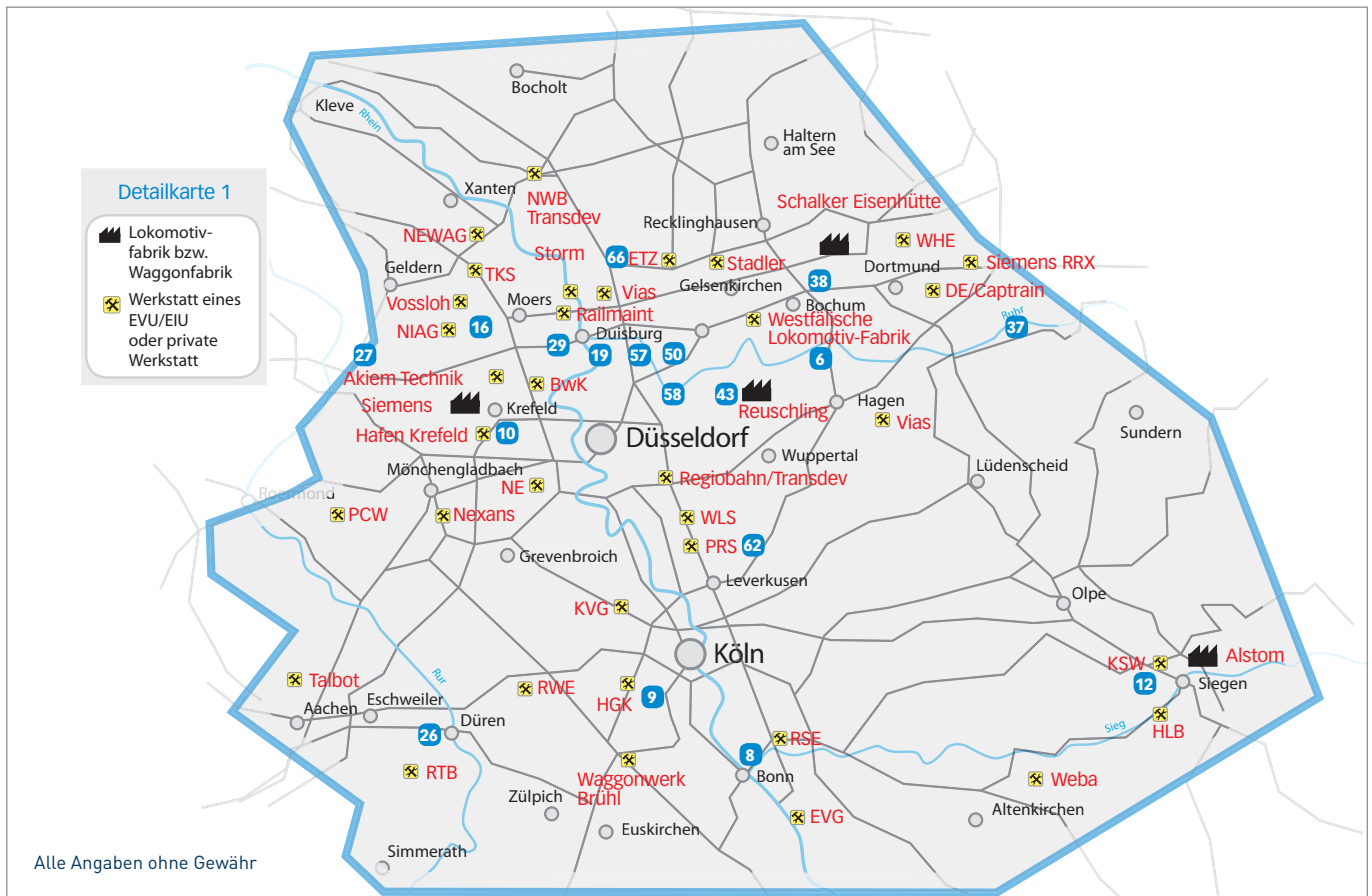 Bocholt
Kleve
Rhein
Haltern
am See
Detailkarte 1
Lokomotiv-
fabrik bzw.
Waggonfabrik
Werkstatt eines
EVU/EIU
oder private
Werkstatt
Xanten
NWB
Transdev
Schalker Eisenhütte
Recklinghausen
NEWAG
WHE
Storm
66
ETZ
Stadler
Siemens RRX
Geldern
TKS
Gelsenkirchen
38
Dortmund
DE/Captrain
Vossloh
Moers
Vias
Bochum
Railmaint
Westfälische
Lokomotiv-Fabrik
Ruhr
NIAG
16
Duisburg
37
27
29
19
57
50
6
Akiem Technik
BwK
58
43
Siemens
Krefeld
Reuschling
Hagen
Vias
Sundern
Hafen Krefeld
10
Düsseldorf
Wuppertal
Mönchengladbach
Lüdenscheid
Roermond
NE
Regiobahn/Transdev
PCW
Nexans
WLS
PRS
62
Grevenbroich
Leverkusen
Olpe
KVG
Köln
KSW
Alstom
12
Siegen
Talbot
Rur
RWE
HGK
9
Eschweiler
Aachen
Düren
26
Sieg
HLB
RSE
8
RTB
Waggonwerk
Brühl
Bonn
Weba
Zülpich
Euskirchen
EVG
Altenkirchen
Simmerath
Alle Angaben ohne Gewähr